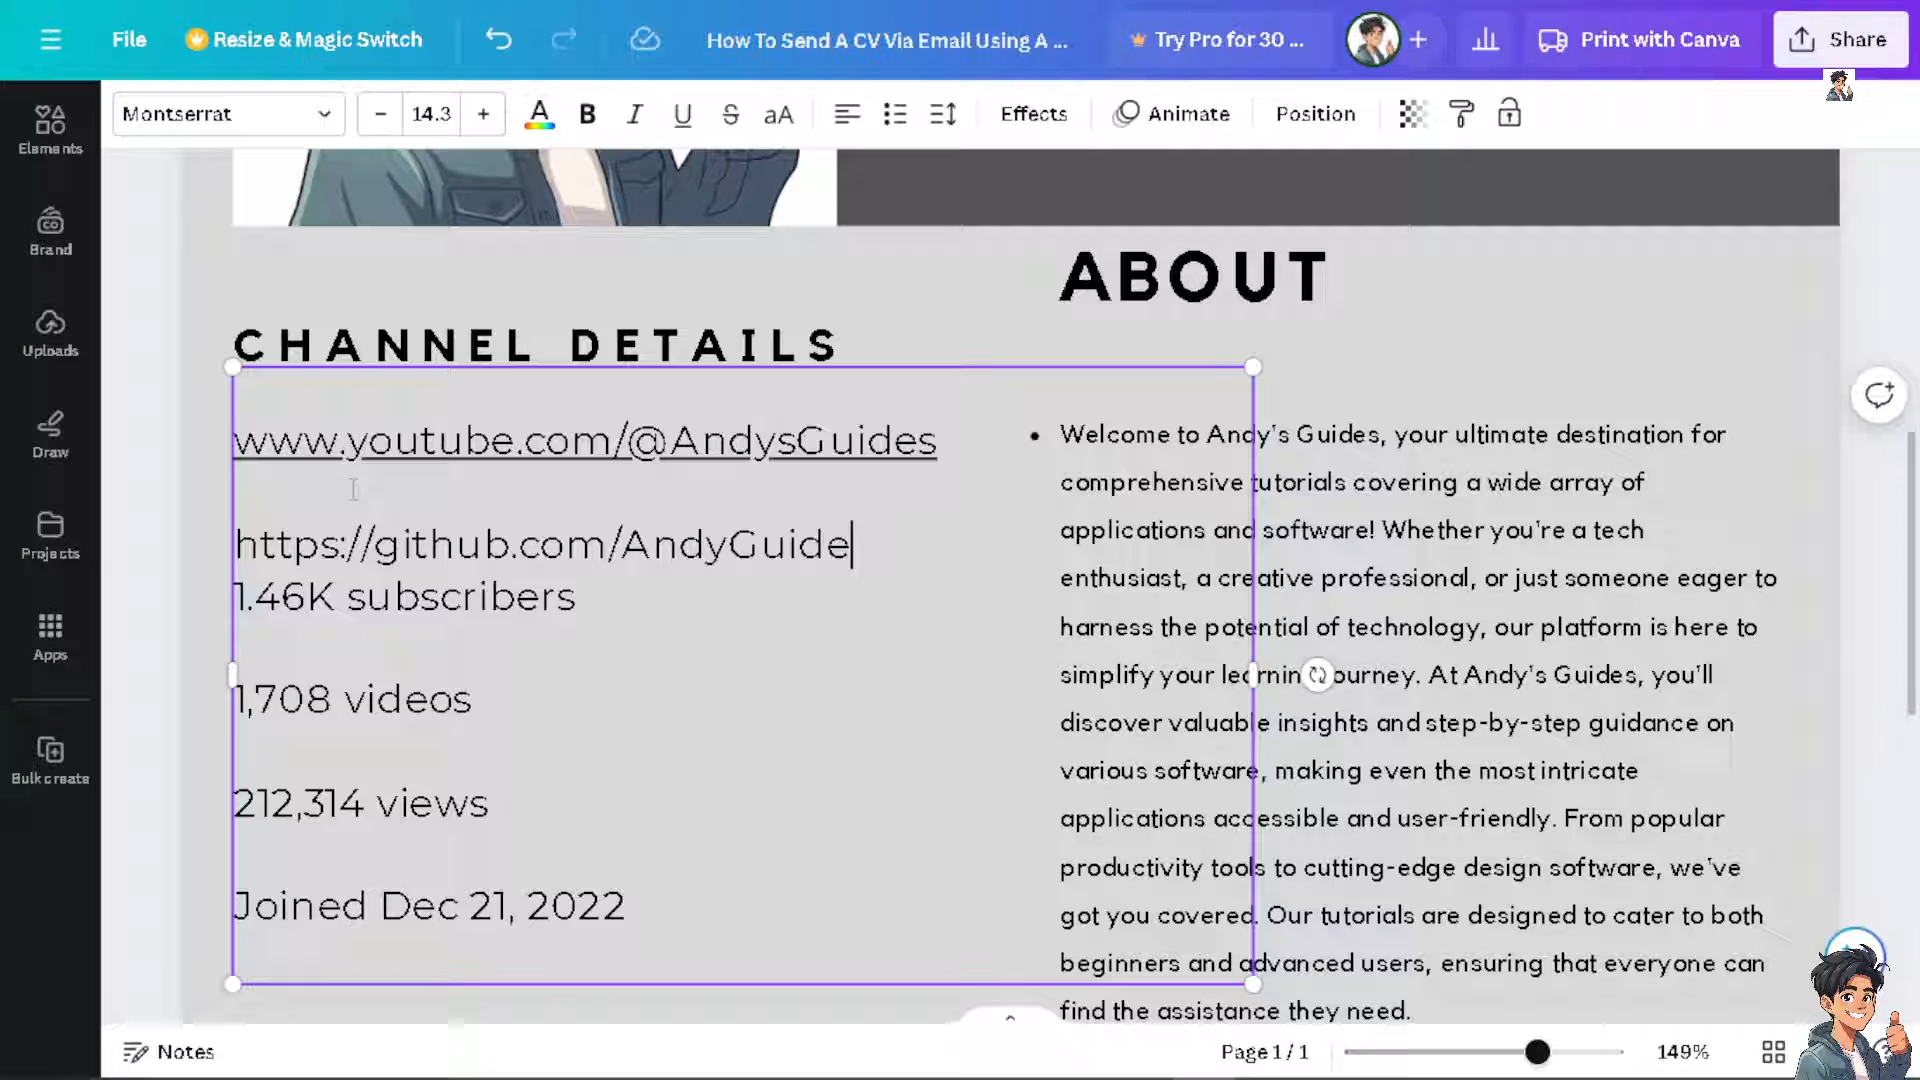 File
Resize & Magic Switch
How To Send A CV Via Email Using A ...
Try Pro for 30 ...
Print with Canva
Share
Montserrat
14.3
A
B
I
U
S
aA
Effects
Animate
Position
Elements
Brand
Uploads
Draw
Projects
Apps
Bulk create
CHANNEL DETAILS
www.youtube.com/@AndysGuides
https://github.com/AndyGuide
1.46K subscribers
1,708 videos
212,314 views
Joined Dec 21, 2022
ABOUT
• Welcome to Andy's Guides, your ultimate destination for
comprehensive tutorials covering a wide array of
applications and software! Whether you're a tech
enthusiast, a creative professional, or just someone eager to
harness the potential of technology, our platform is here to
simplify your learning journey. At Andy's Guides, you'll
discover valuable insights and step-by-step guidance on
various software, making even the most intricate
applications accessible and user-friendly. From popular
productivity tools to cutting-edge design software, we've
got you covered. Our tutorials are designed to cater to both
beginners and advanced users, ensuring that everyone can
find the assistance they need.
Notes
Page 1 / 1
149%